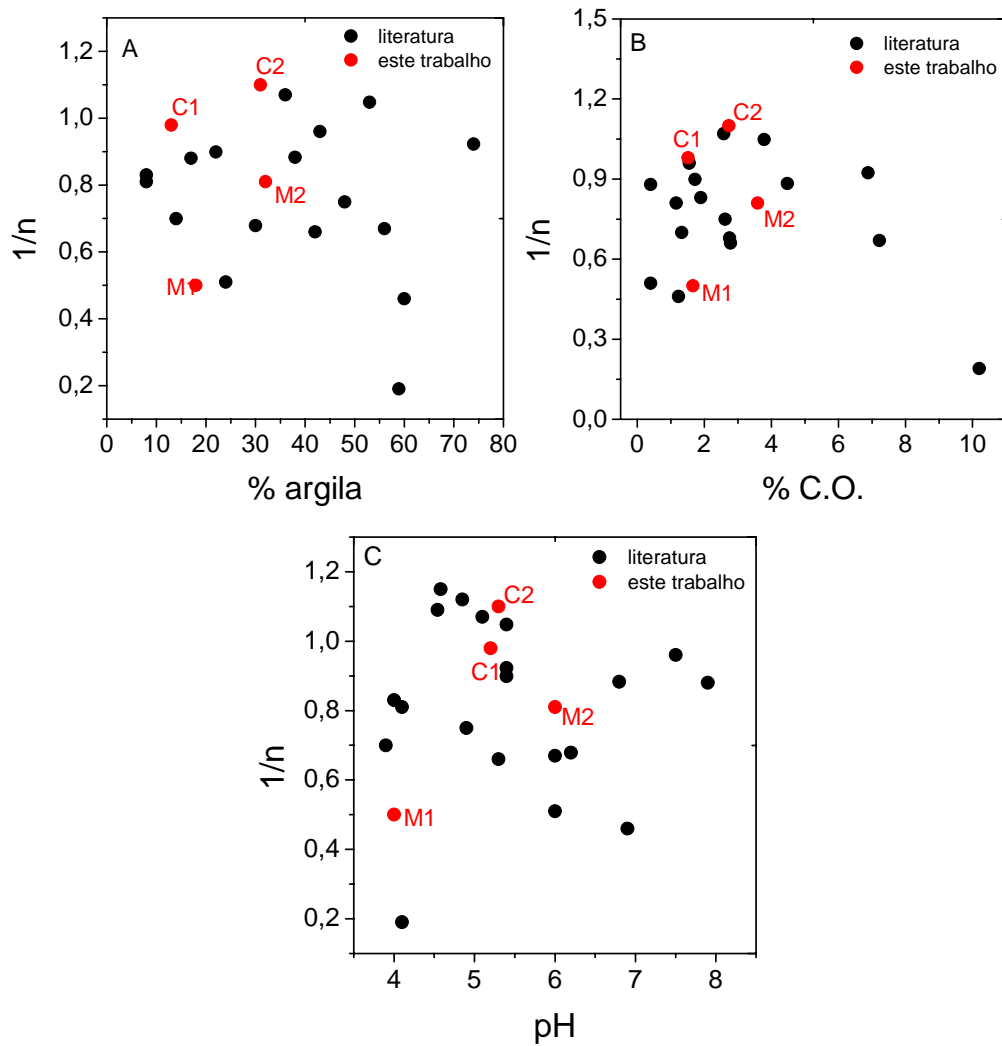 A
literatura
este trabalho
C2
C1
M2
M1
1/n
1,2
1,0
0,8
0,6
0,4
0,2
0 10 20 30 40 50 60 70 80
% argila
B
literatura
este trabalho
C2
C1
M2
M1
1/n
1,5
1,2
0,9
0,6
0,3
0,0
0 2 4 6 8 10
% C.O.
C
literatura
este trabalho
C2
C1
M2
M1
1/n
1,2
1,0
0,8
0,6
0,4
0,2
4 5 6 7 8
pH